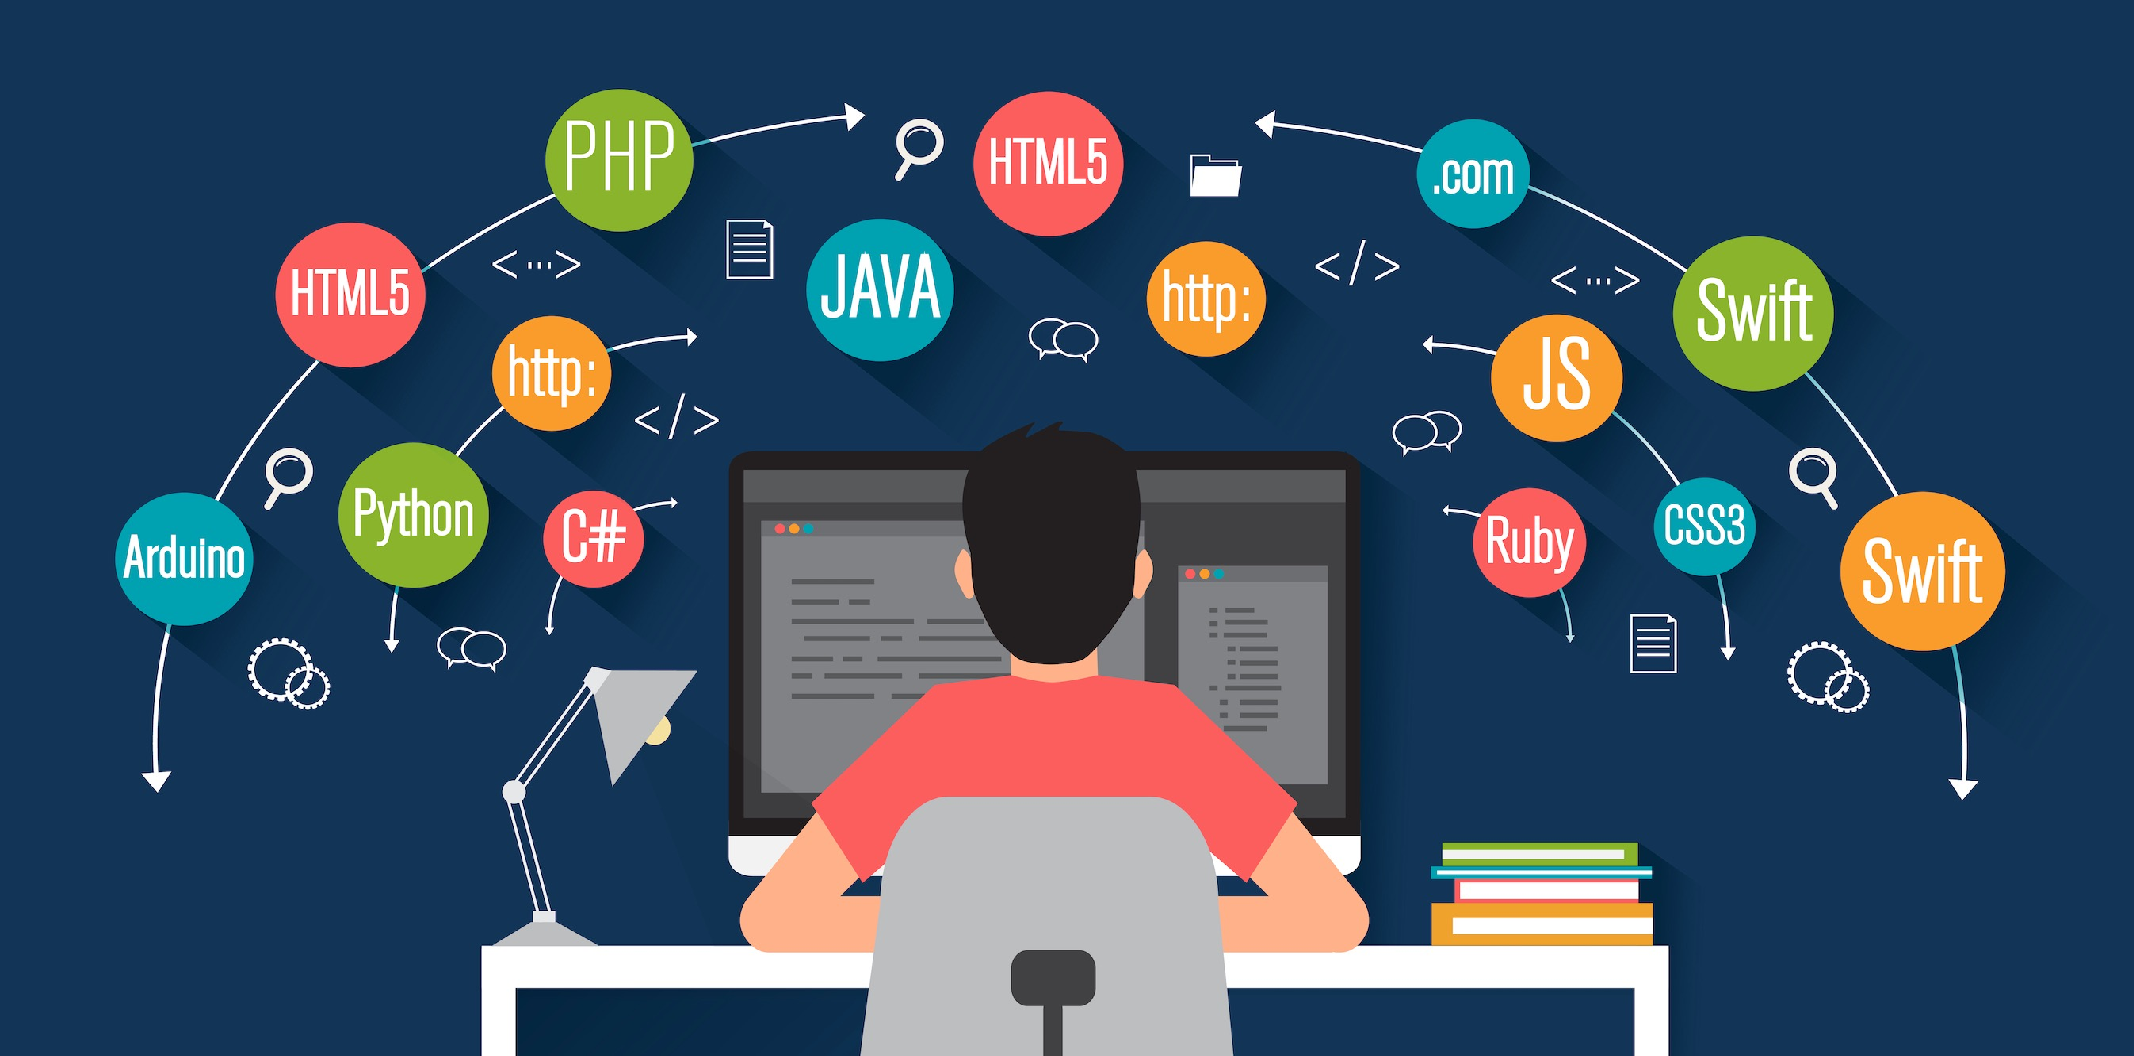 PHP
HTML5
.com
HTML5
JAVA
http:
Swift
<...>
</>
<...>
http:
JS
</>
Arduino
Python
C#
Ruby
CSS3
Swift